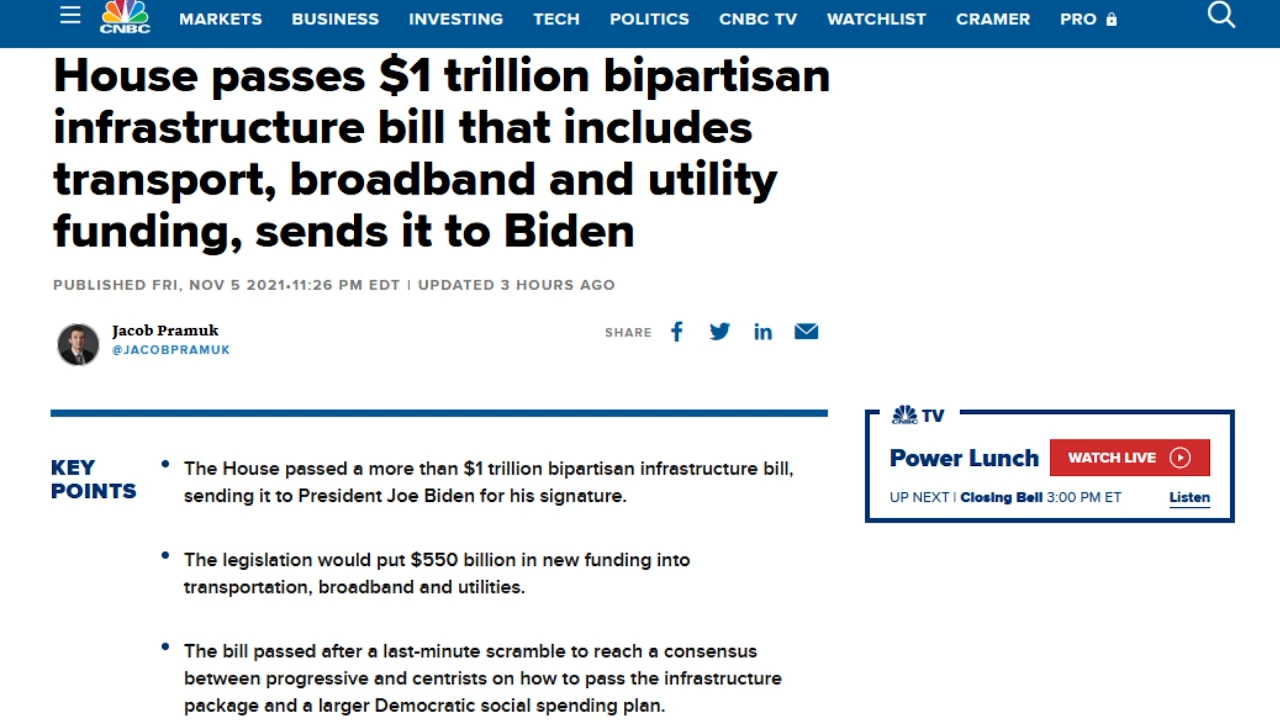 CNBC
MARKETS BUSINESS INVESTING TECH POLITICS CNBC TV WATCHLIST CRAMER PRO
House passes $1 trillion bipartisan
infrastructure bill that includes
transport, broadband and utility
funding, sends it to Biden
PUBLISHED FRI, NOV 5 2021•11:26 PM EDT | UPDATED 3 HOURS AGO
Jacob Pramuk
@JACOBPRAMUK
SHARE
KEY
POINTS
• The House passed a more than $1 trillion bipartisan infrastructure bill,
sending it to President Joe Biden for his signature.
• The legislation would put $550 billion in new funding into
transportation, broadband and utilities.
• The bill passed after a last-minute scramble to reach a consensus
between progressive and centrists on how to pass the infrastructure
package and a larger Democratic social spending plan.
CNBC TV
Power Lunch WATCH LIVE
UP NEXT | Closing Bell 3:00 PM ET Listen